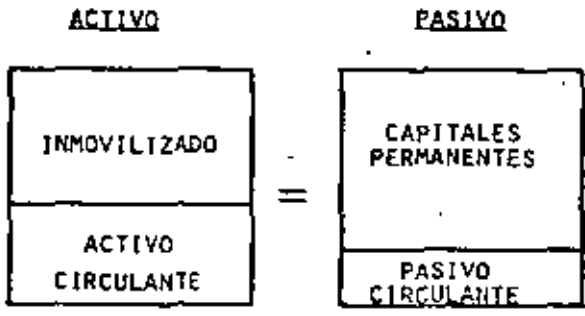 ACTIVO
PASIVO
INMOVILIZADO
ACTIVO
CIRCULANTE
=
CAPITALES
PERMANENTES
PASIVO
CIRCULANTE